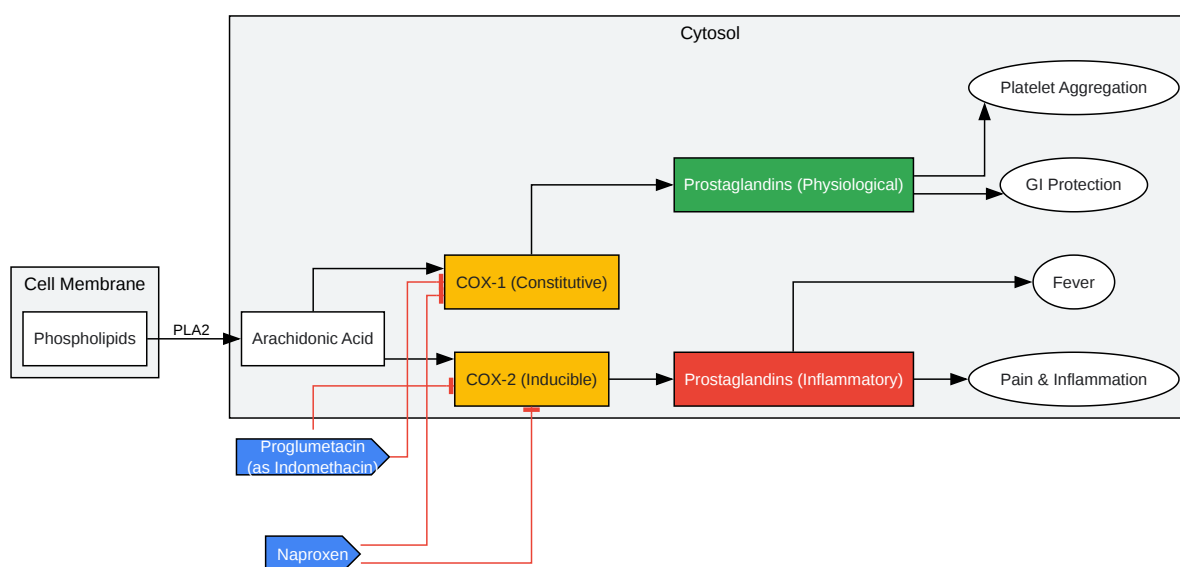 Cytosol
Platelet Aggregation
Prostaglandins (Physiological)
GI Protection
Cell Membrane
COX-1 (Constitutive)
Fever
Phospholipids
PLA2
Arachidonic Acid
COX-2 (Inducible)
Prostaglandins (Inflammatory)
Pain & Inflammation
Proglumetacin
(as Indomethacin)
Naproxen